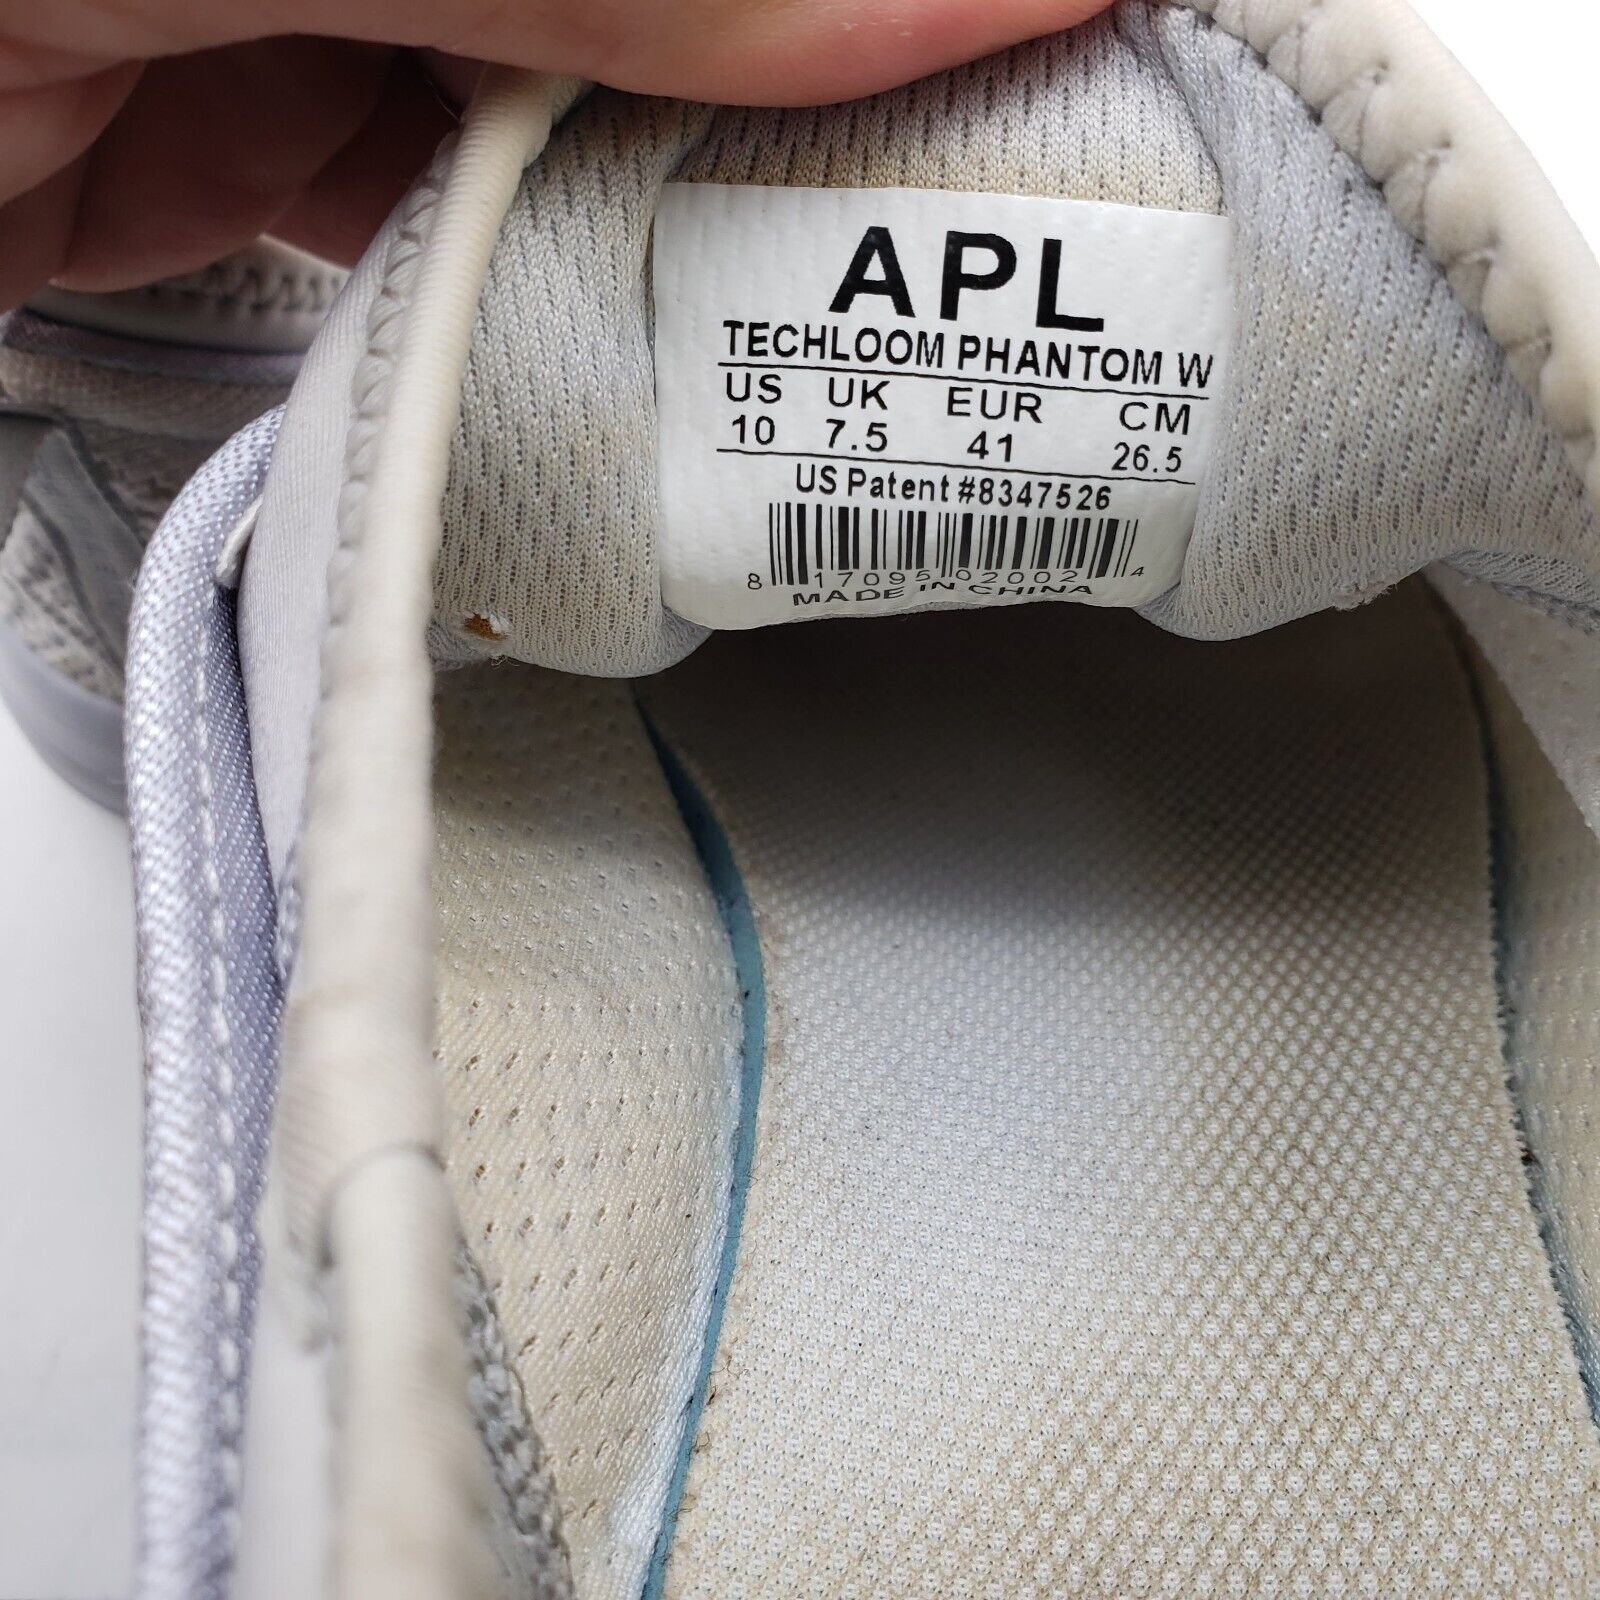 APL
TECHLOOM PHANTOM W
US UK EUR CM
10 7.5 41 26.5
US Patent #8347526
8 17095 02002 4
MADE IN CHINA